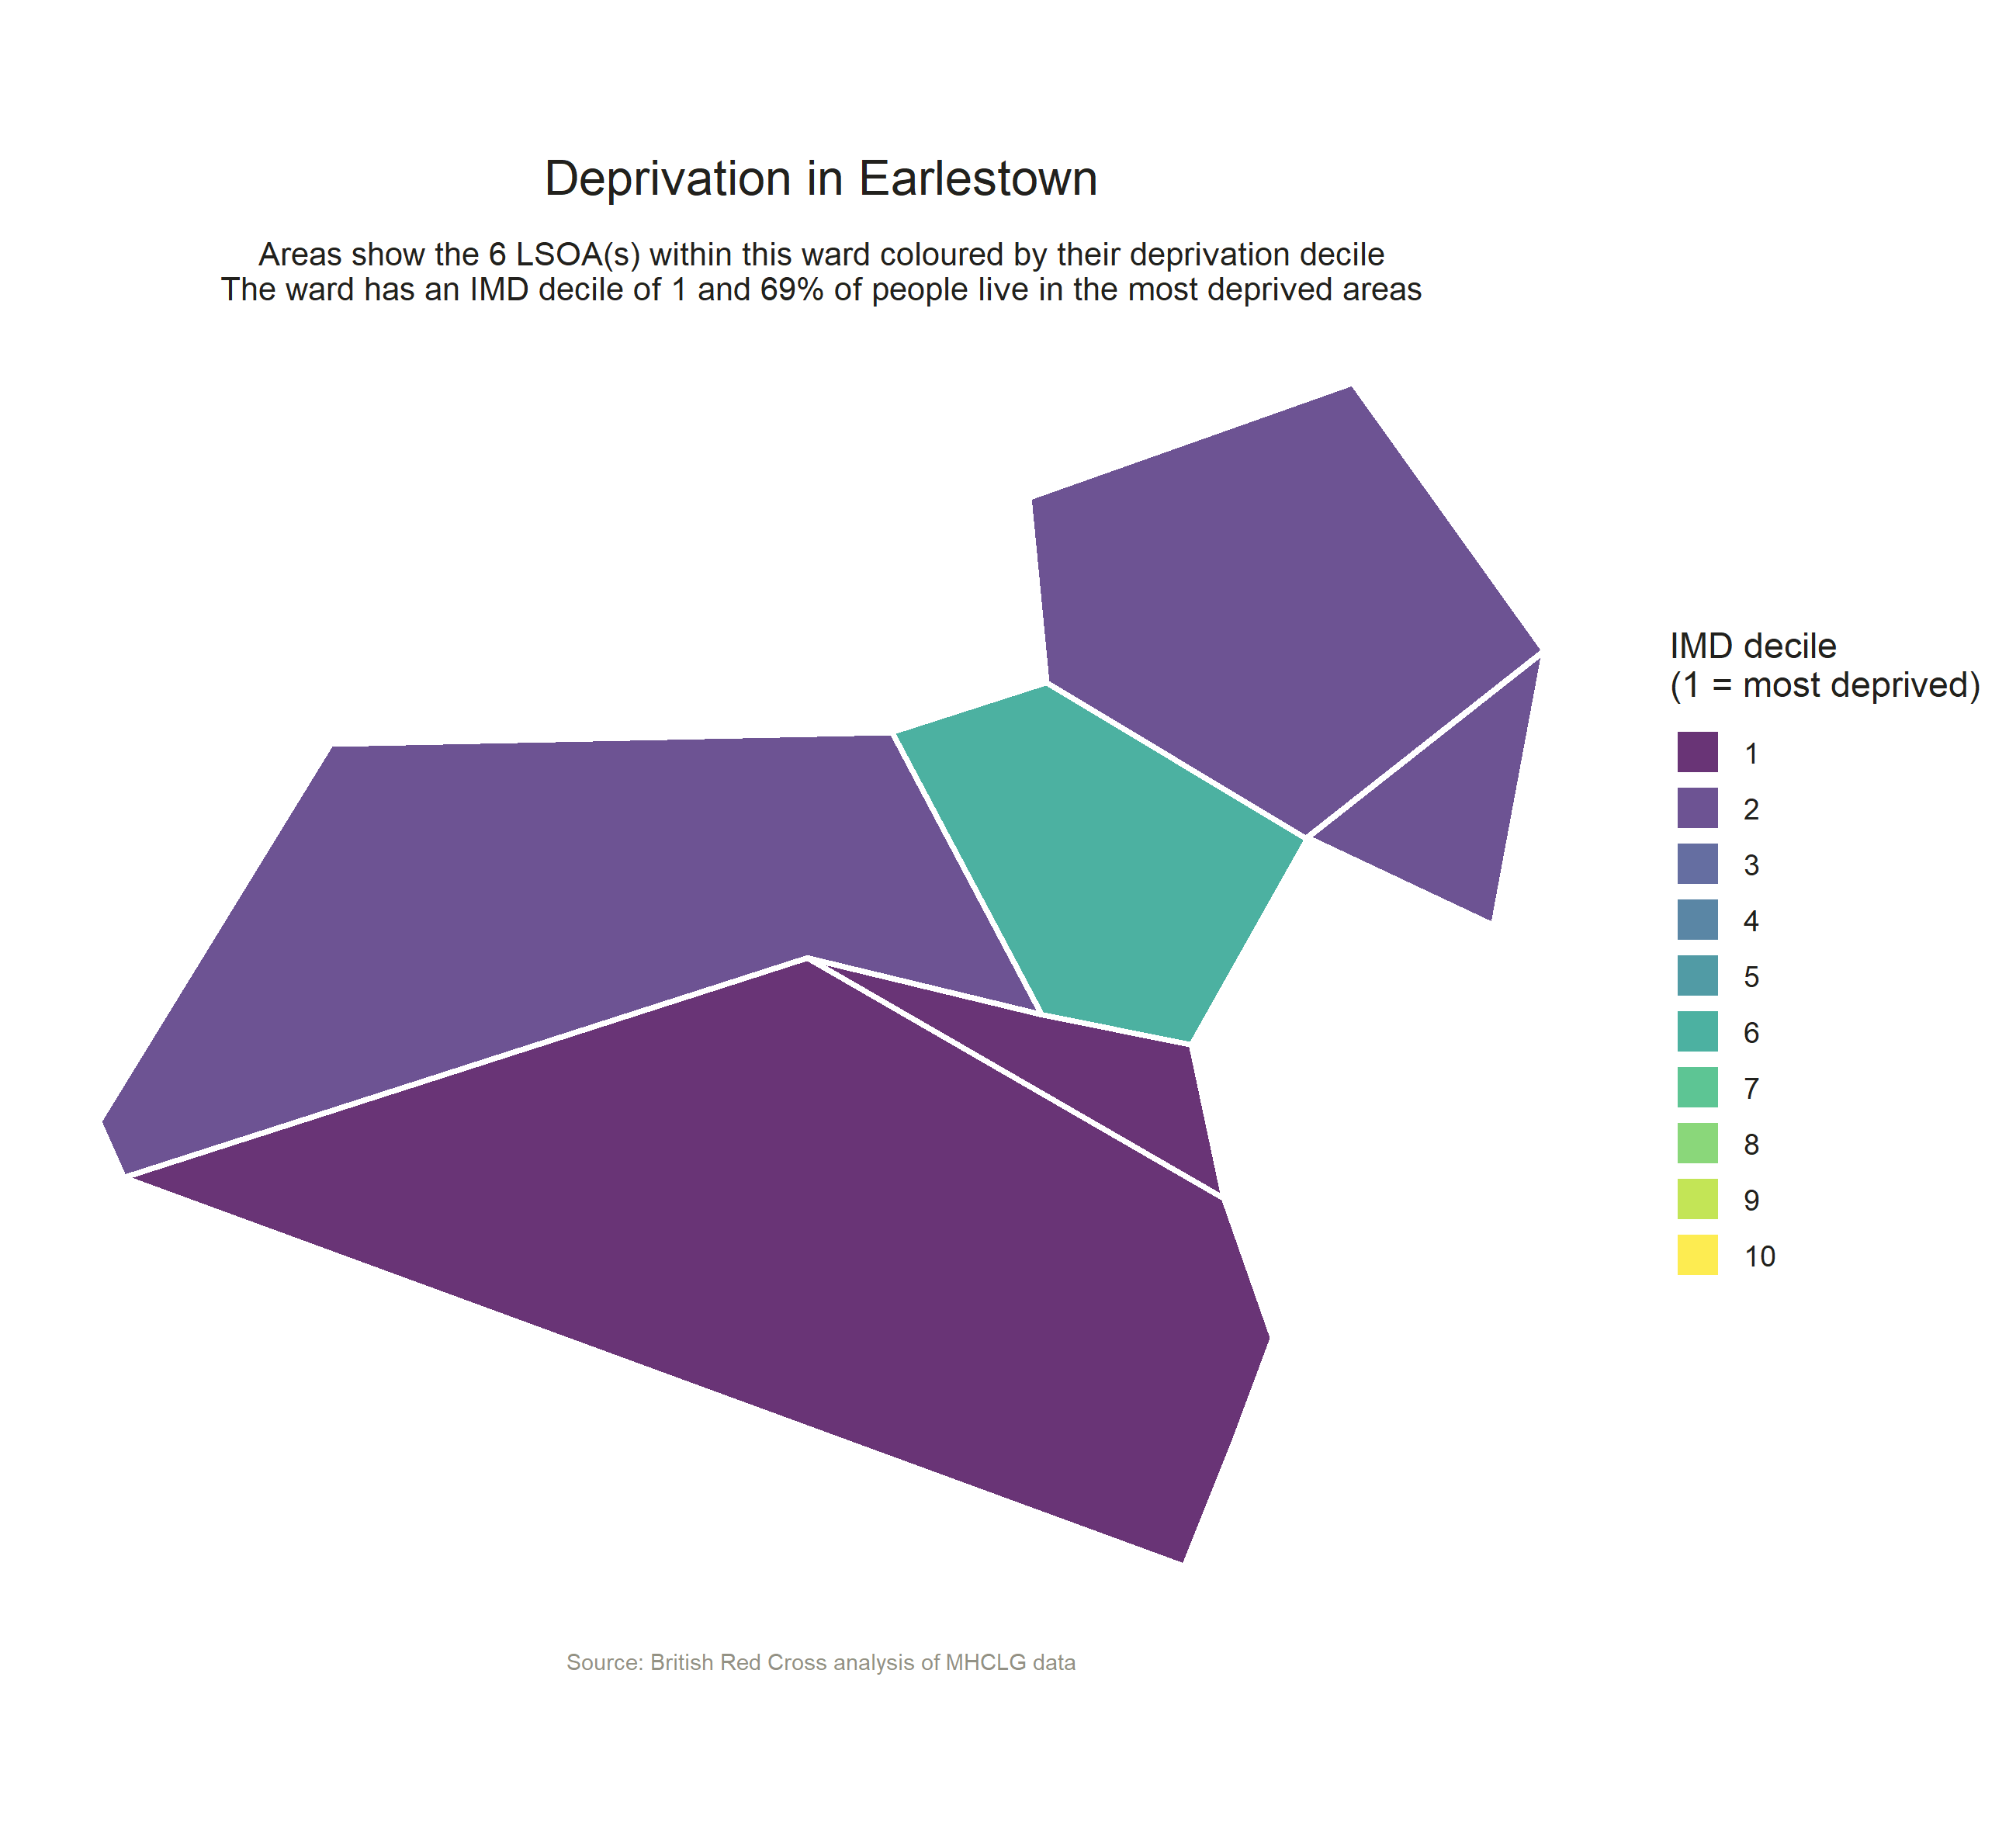 Deprivation in Earlestown
Areas show the 6 LSOA(s) within this ward coloured by their deprivation decile
The ward has an IMD decile of 1 and 69% of people live in the most deprived areas
IMD decile
(1 = most deprived)
1
2
3
4
5
6
7
8
9
10
Source: British Red Cross analysis of MHCLG data